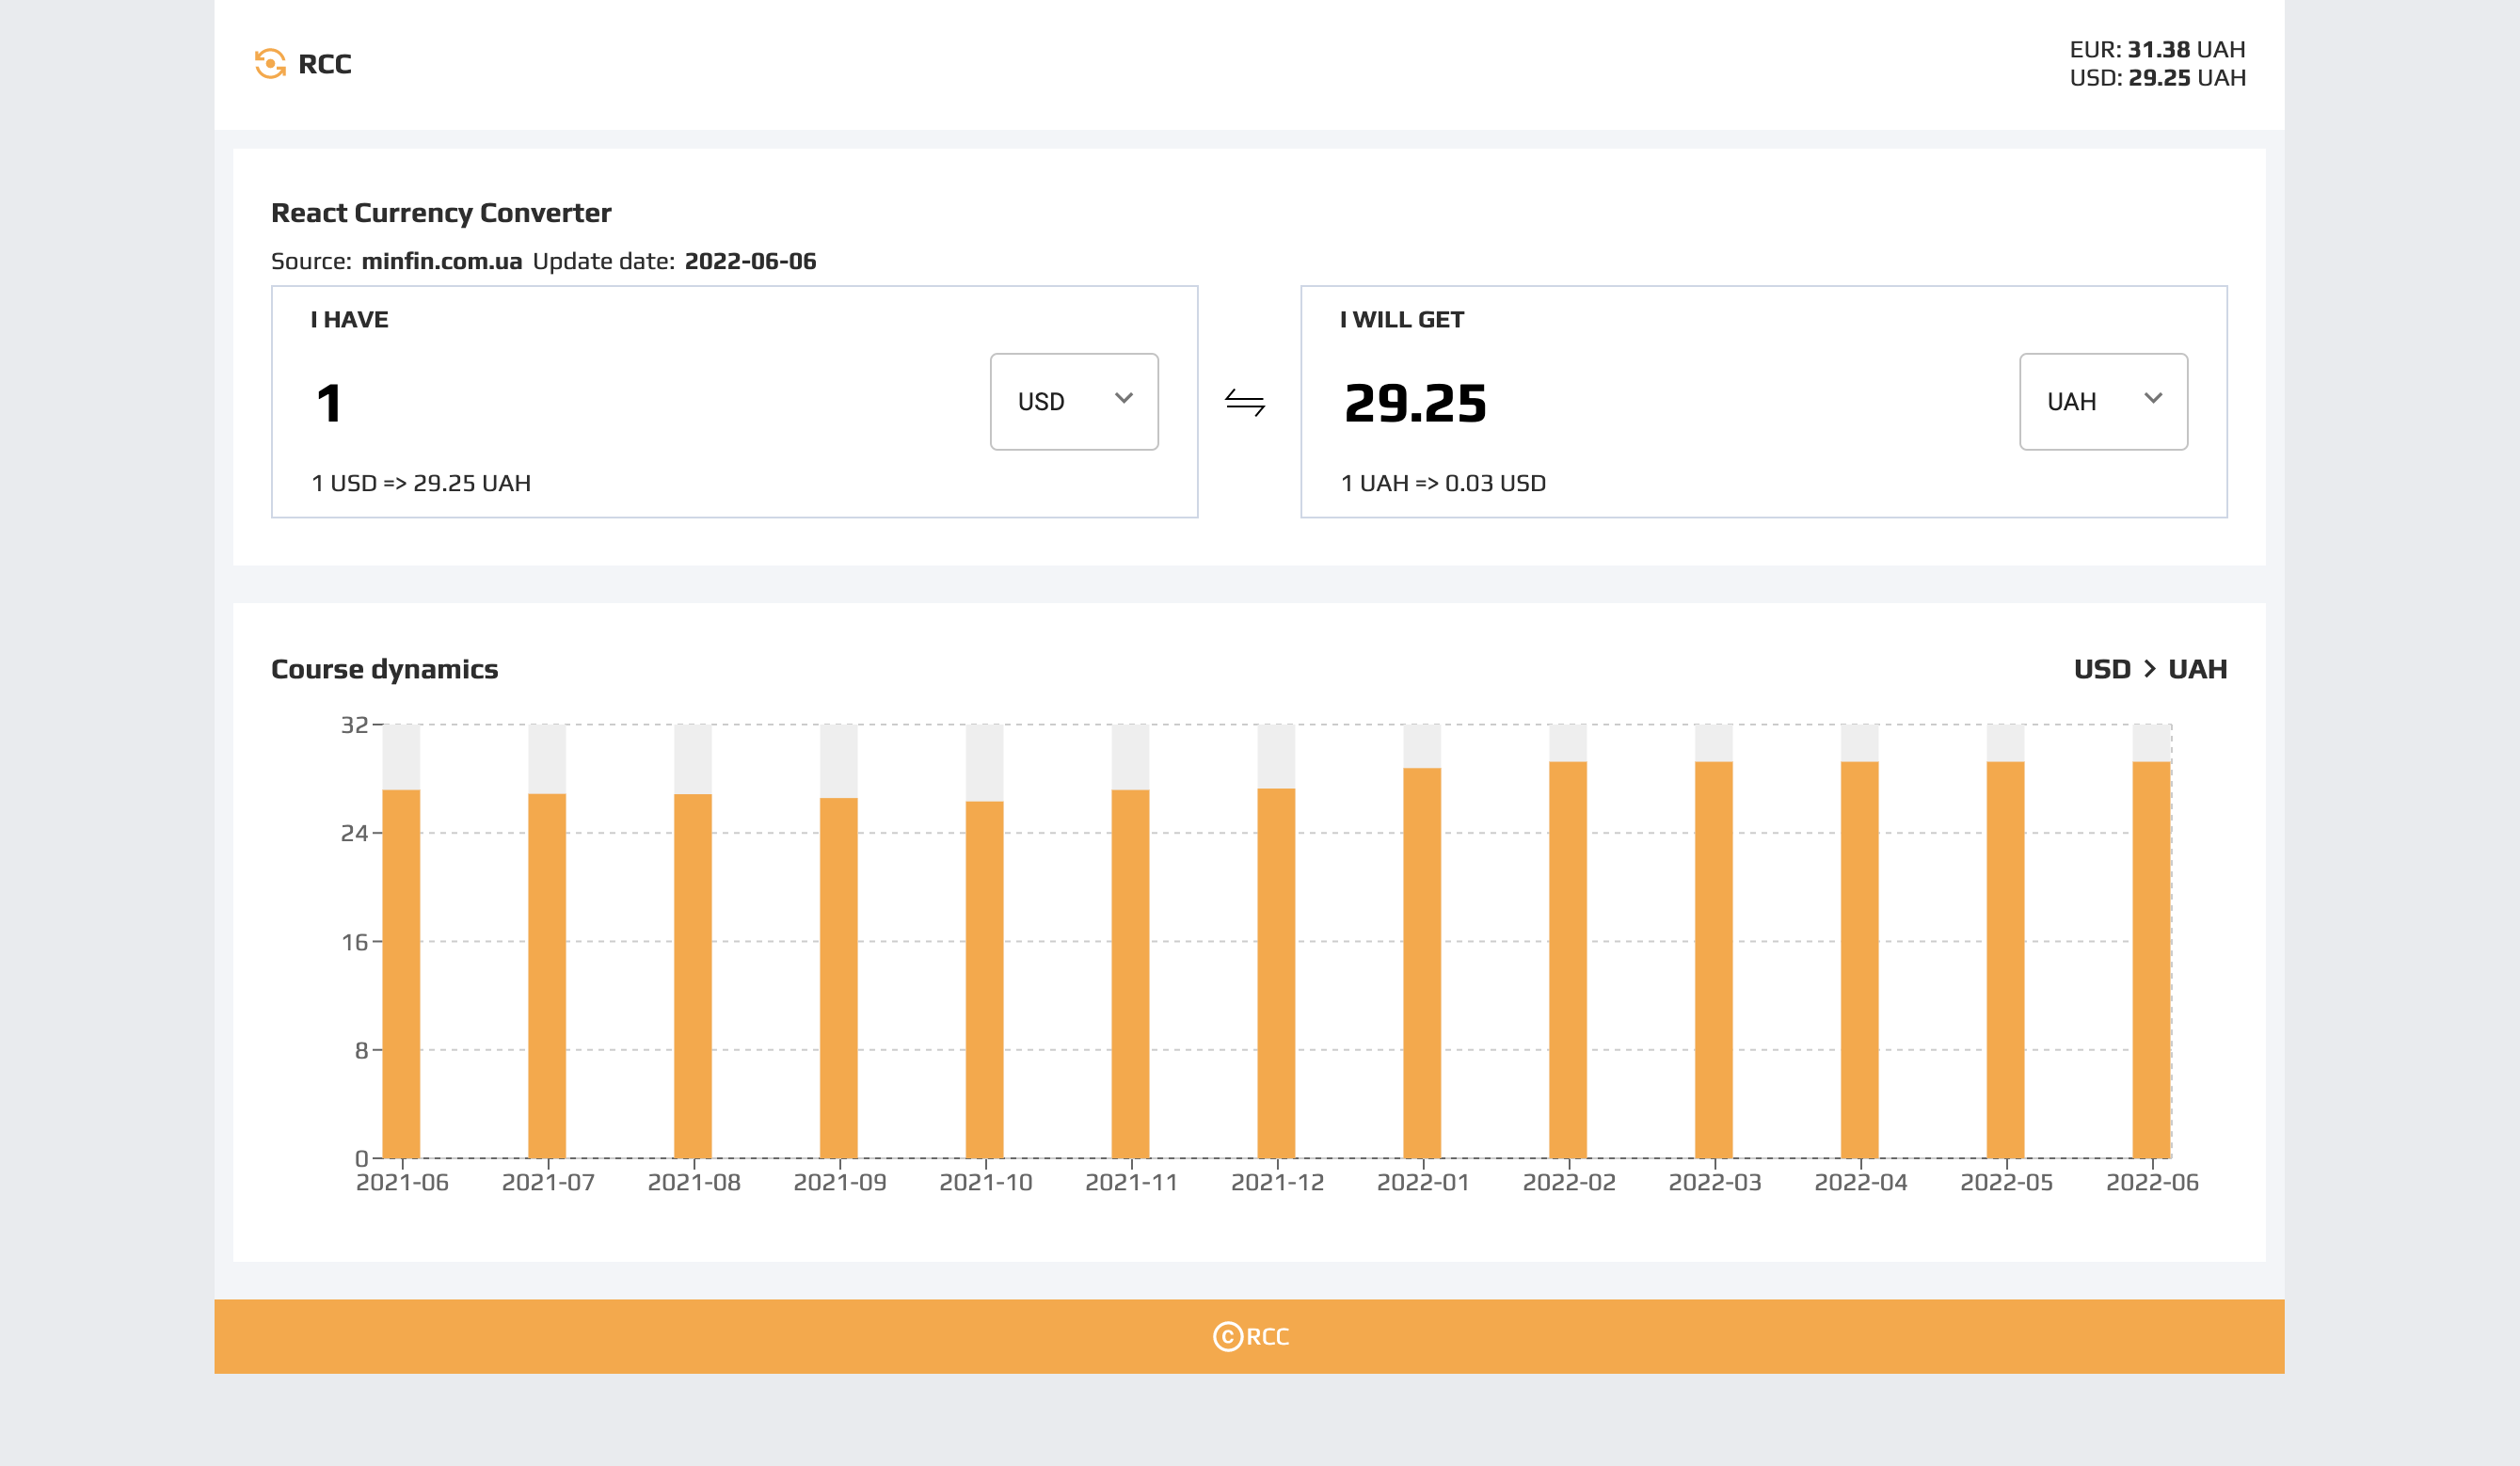 RCC
EUR: 31.38 UAH
USD: 29.25 UAH
React Currency Converter
Source: minfin.com.ua Update date: 2022-06-06
I HAVE
1
USD
1 USD => 29.25 UAH
I WILL GET
29.25
UAH
1 UAH => 0.03 USD
Course dynamics
USD > UAH
32
24
16
8
0
2021-06 2021-07 2021-08 2021-09 2021-10 2021-11 2021-12 2022-01 2022-02 2022-03 2022-04 2022-05 2022-06
©RCC